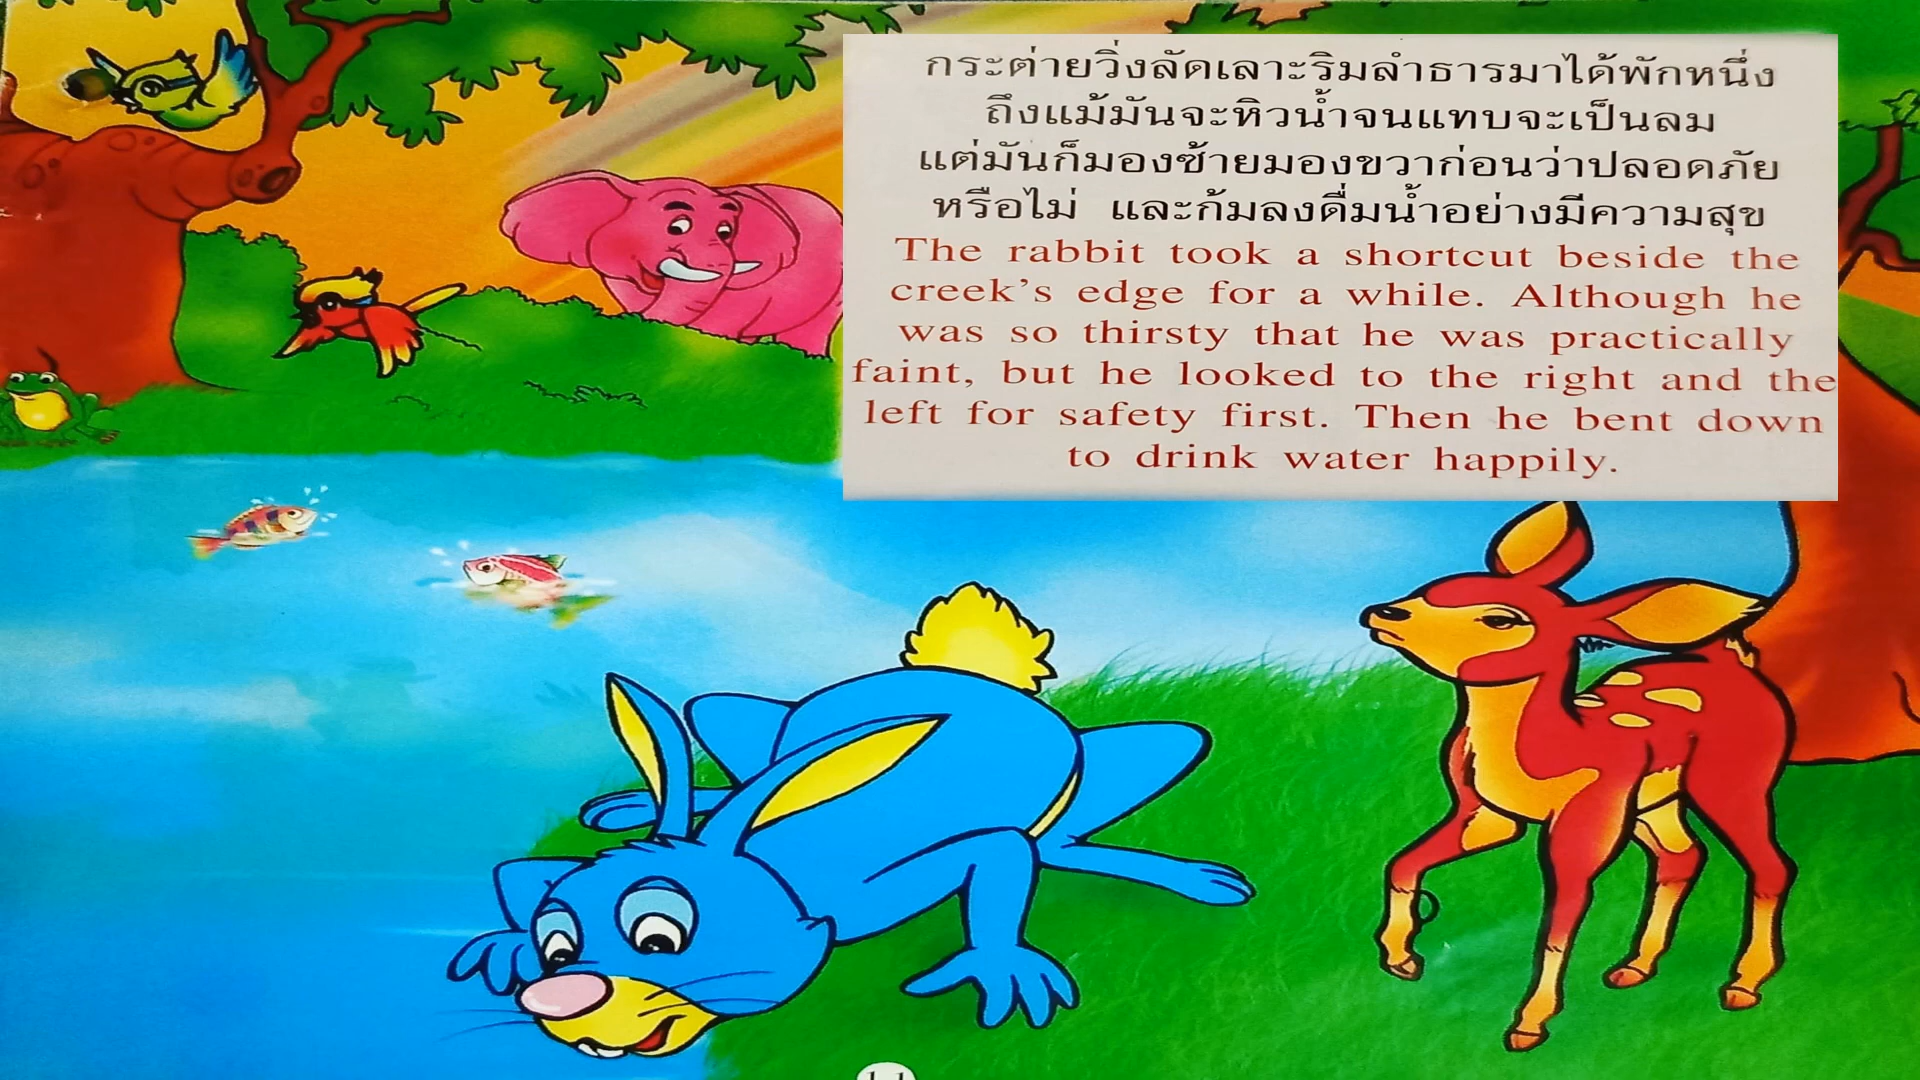 กระต่ายวิ่งลัดเลาะริมลำธารมาได้พักหนึ่ง
ถึงแม้มันจะหิวน้ำจนแทบจะเป็นลม
แต่มันก็มองซ้ายมองขวาก่อนว่าปลอดภัย
หรือไม่ และก้มลงดื่มน้ำอย่างมีความสุข
The rabbit took a shortcut beside the
creek's edge for a while. Although he
was so thirsty that he was practically
faint, but he looked to the right and the
left for safety first. Then he bent down
to drink water happily.